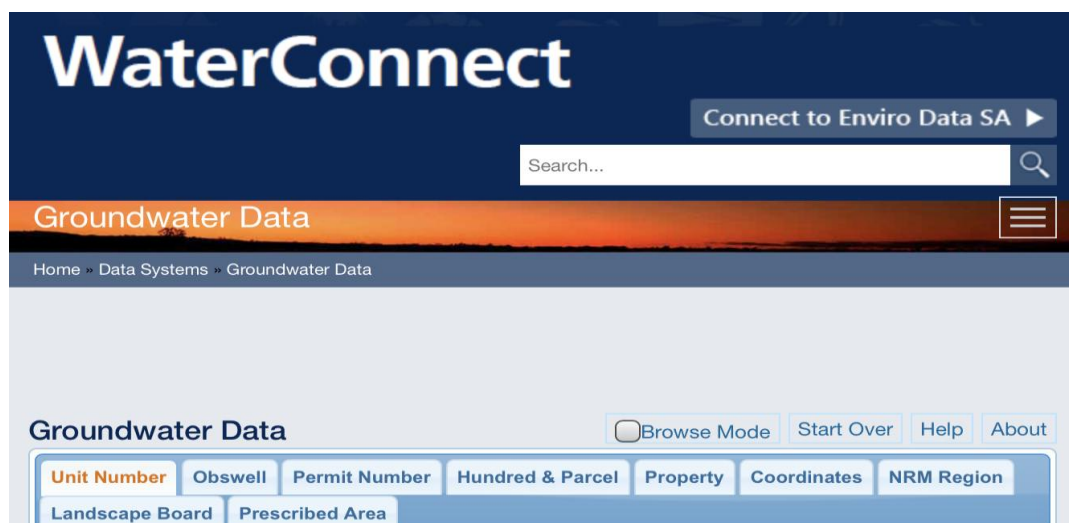 WaterConnect
Connect to Enviro Data SA ▶
Search...
Groundwater Data
Home » Data Systems » Groundwater Data
Groundwater Data
Browse Mode Start Over Help About
Unit Number Obswell Permit Number Hundred & Parcel Property Coordinates NRM Region
Landscape Board Prescribed Area